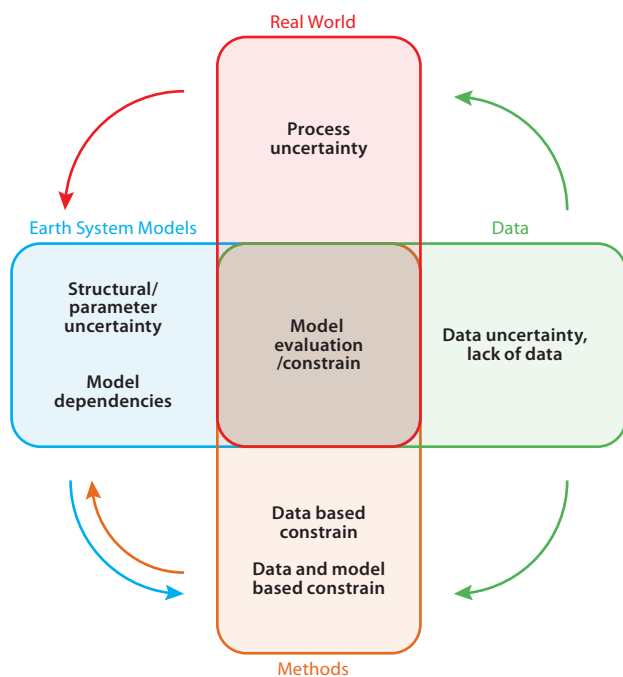 Real World
Process
uncertainty
Earth System Models
Data
Structural/
parameter
uncertainty
Model
dependencies
Model
evaluation
/constrain
Data uncertainty,
lack of data
Data based
constrain
Data and model
based constrain
Methods